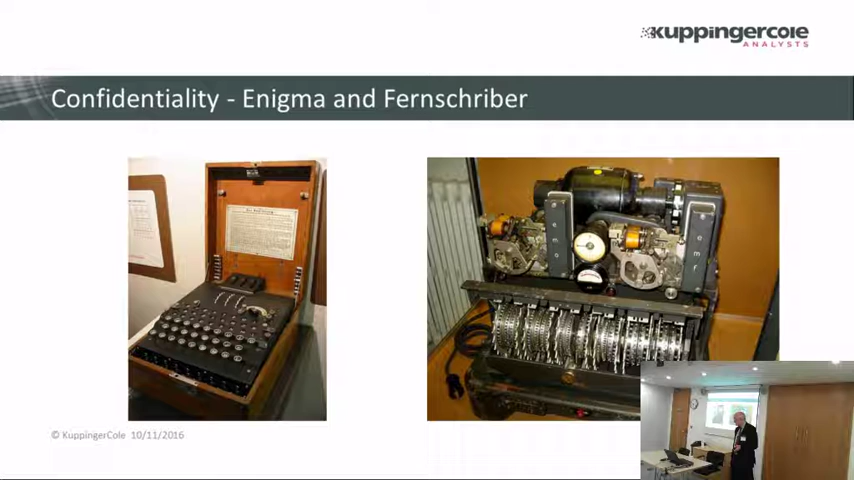 kuppingercole
ANALYSTS
Confidentiality - Enigma and Fernschriber
© KuppingerCole 10/11/2016